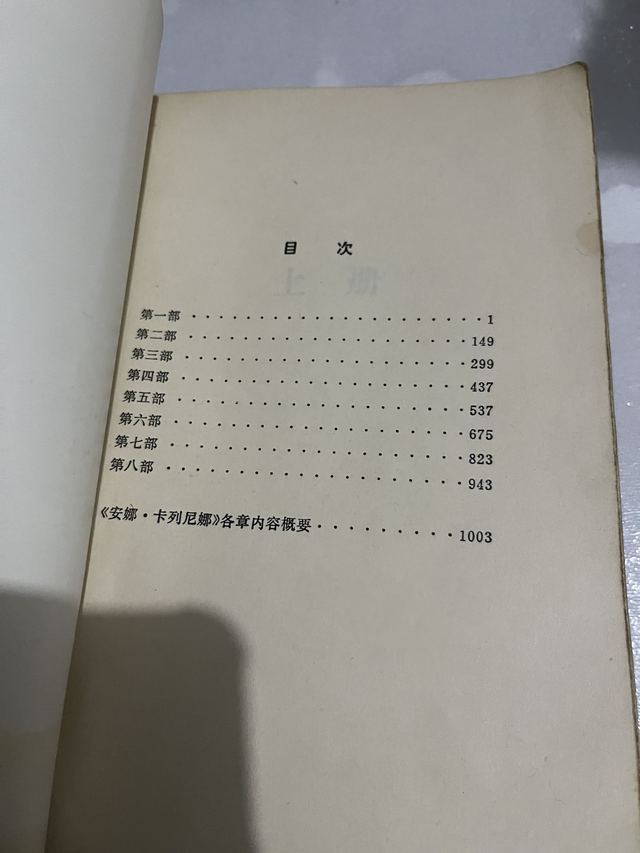 目 次
上 册
第一部 · · · · · · · · · · · · · · · · · · · · · 1
第二部 · · · · · · · · · · · · · · · · · · · · 149
第三部 · · · · · · · · · · · · · · · · · · · · 299
第四部 · · · · · · · · · · · · · · · · · · · · 437
第五部 · · · · · · · · · · · · · · · · · · · · 537
第六部 · · · · · · · · · · · · · · · · · · · · 675
第七部 · · · · · · · · · · · · · · · · · · · · 823
第八部 · · · · · · · · · · · · · · · · · · · · 943
《安娜·卡列尼娜》各章内容概要 · · · · · · · · · · 1003